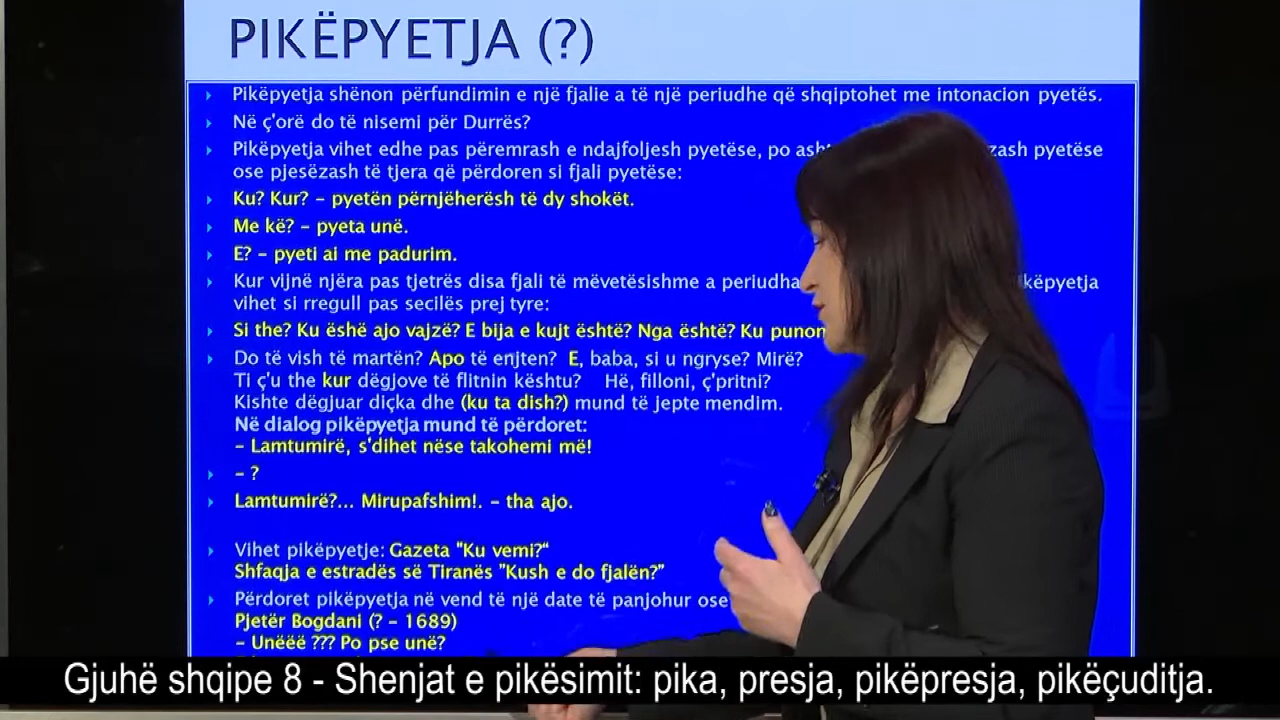 PIKËPYETJA (?)
Pikëpyetja shënon përfundimin e një fjalie a të një periudhe që shqiptohet me intonacion pyetës.
Në ç'orë do të nisemi për Durrës?
Pikëpyetja vihet edhe pas përemrash e ndajfoljesh pyetëse, po pyetëse
ose pjesëzash të tjera që përdoren si fjali pyetëse:
Ku? Kur? – pyetën përnjëherësh të dy shokët.
Me kë? – pyeta unë.
E? – pyeti ai me padurim.
Kur vijnë njëra pas tjetrës disa fjali të mëvetësishme a
vihet si rregull pas secilës prej tyre:
Si the? Ku ëshë ajo vajzë? E bija e kujt është? Nga është? Ku
Do të vish të martën? Apo të enjten? E, baba, si u ngryse? Mirë?
Ti ç'u the kur dëgjove të flitnin kështu? Hë, filloni, ç'pritni?
Kishte dëgjuar diçka dhe (ku ta dish?) mund të jepte mendim.
Në dialog pikëpyetja mund të përdoret:
– Lamtumirë, s'dihet nëse takohemi më!
– ?
Lamtumirë?... Mirupafshim!. – tha ajo.
Vihet pikëpyetje: Gazeta "Ku vemi?“
Shfaqja e estradës së Tiranës ”Kush e do fjalën?”
Përdoret pikëpyetja në vend të një date të panjohur ose
Pjetër Bogdani (? – 1689)
– Unëëë ??? Po pse unë?
Gjuhë shqipe 8 - Shenjat e pikësimit: pika, presja, pikëpresja, pikëçuditja.